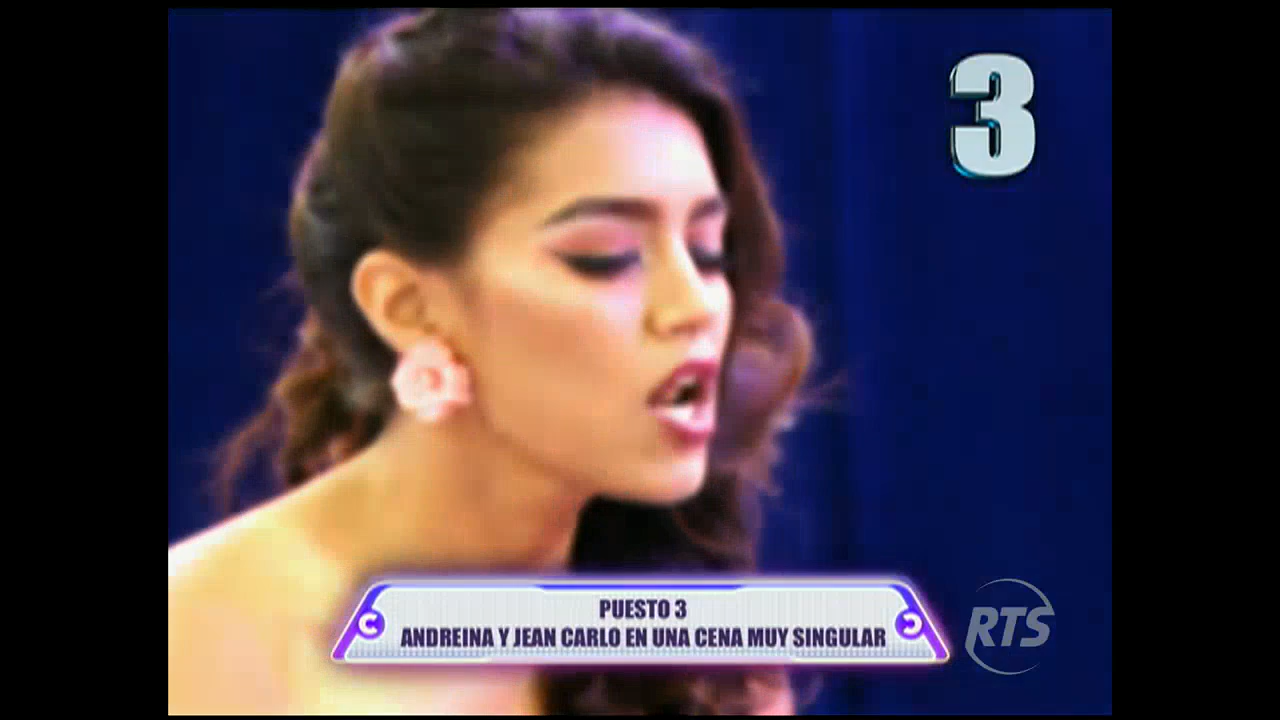 3
PUESTO 3
ANDREINA Y JEAN CARLO EN UNA CENA MUY SINGULAR
RTS